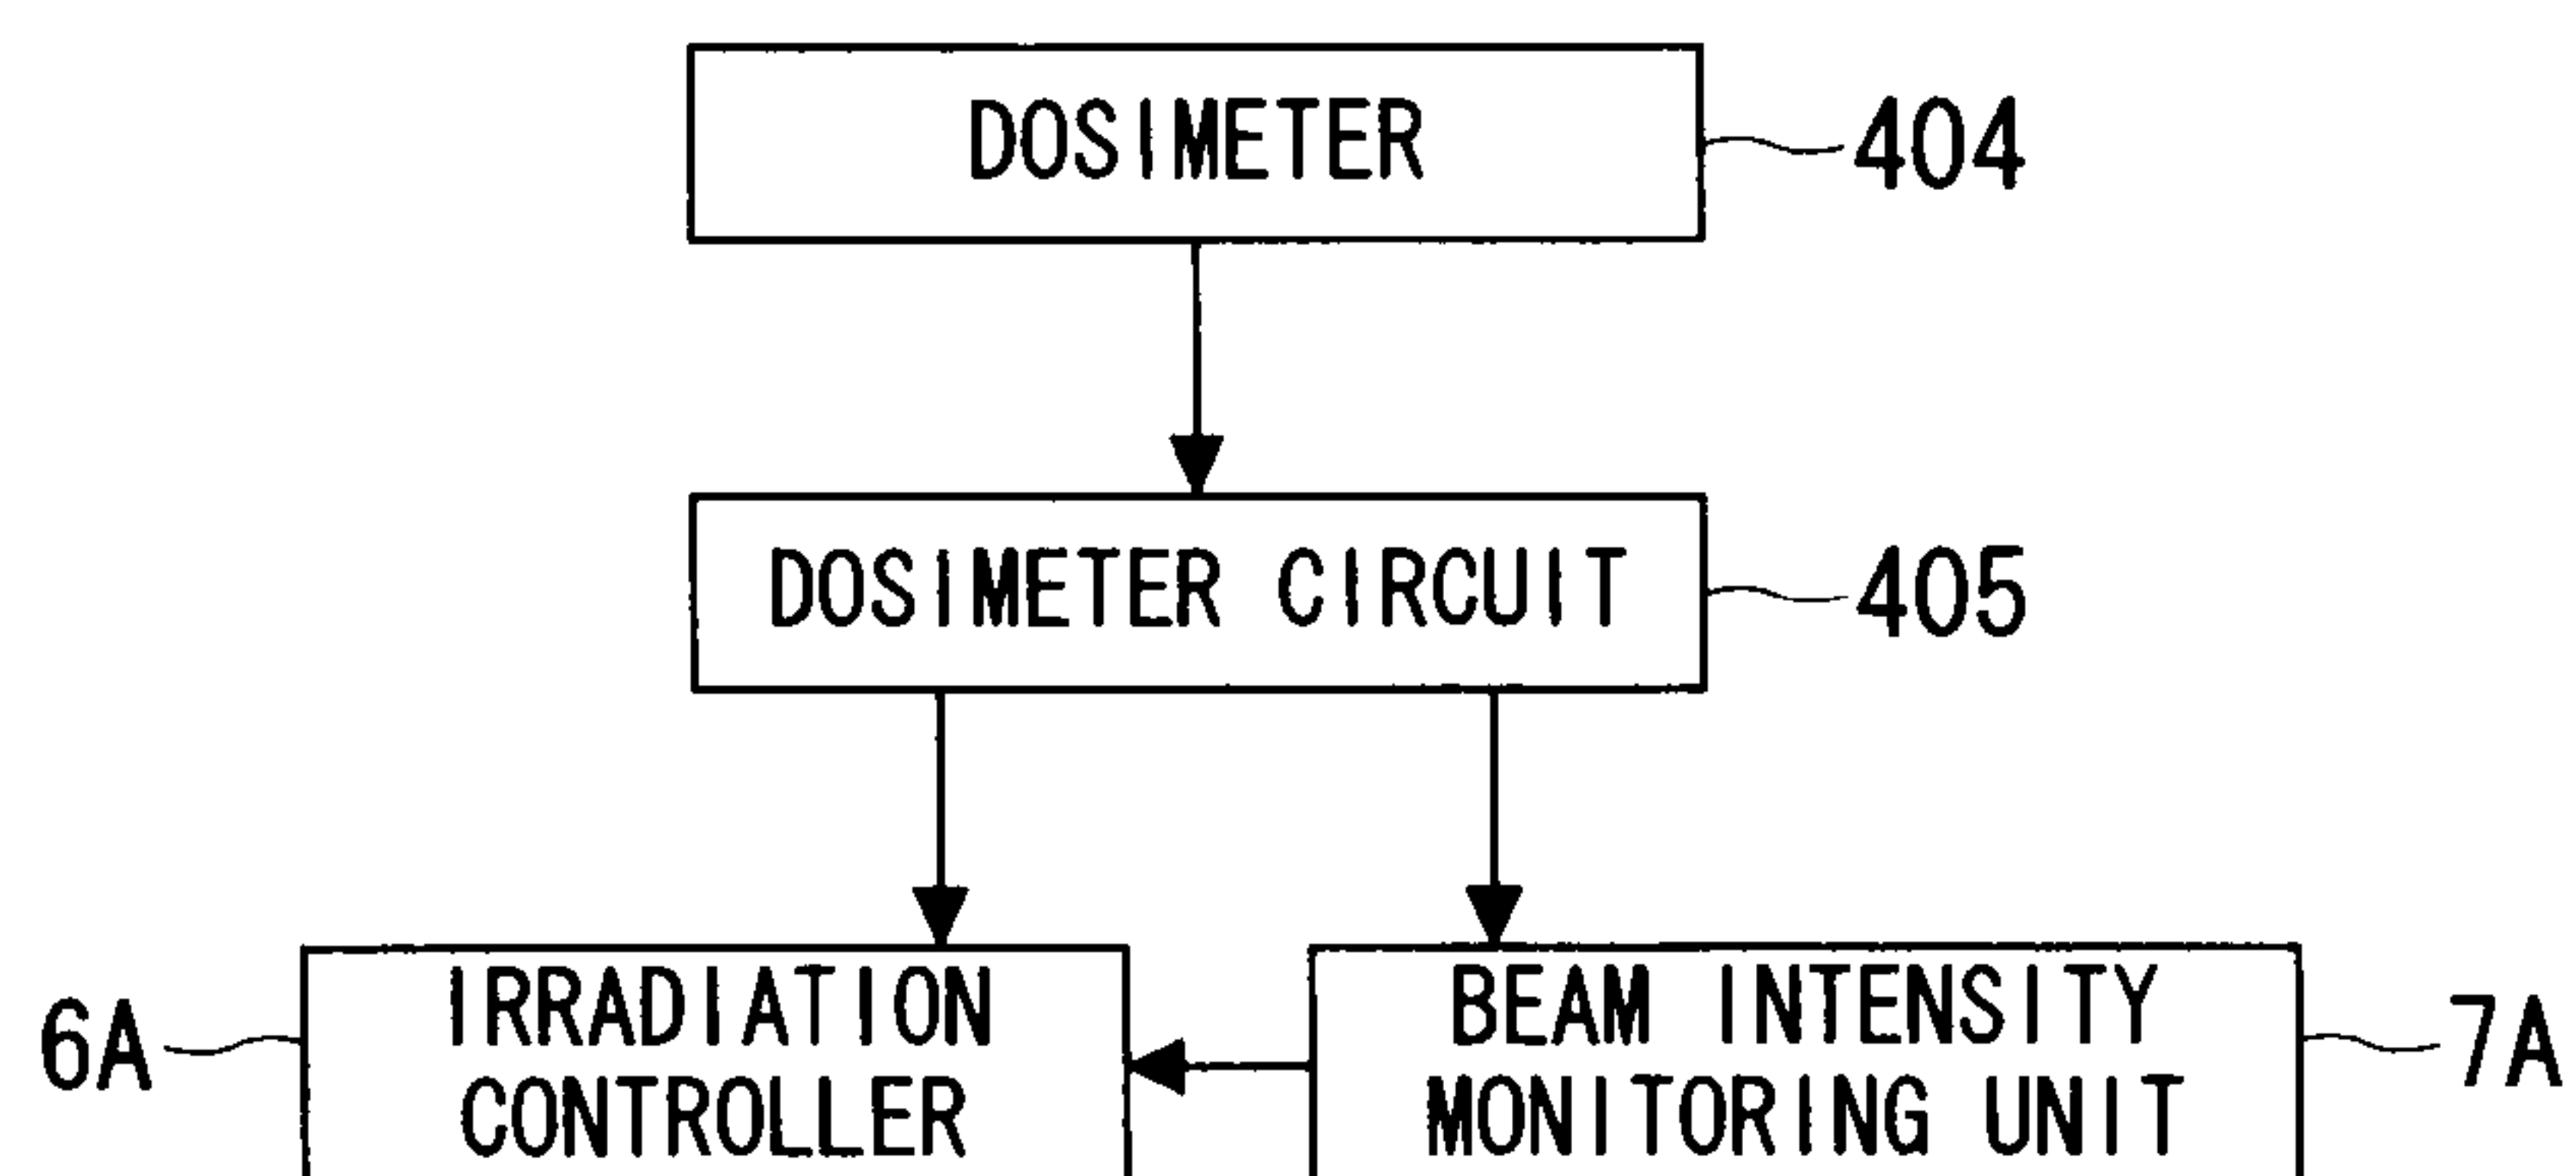 DOSIMETER
404
DOSIMETER CIRCUIT
405
6A
IRRADIATION
CONTROLLER
BEAM INTENSITY
MONITORING UNIT
7A